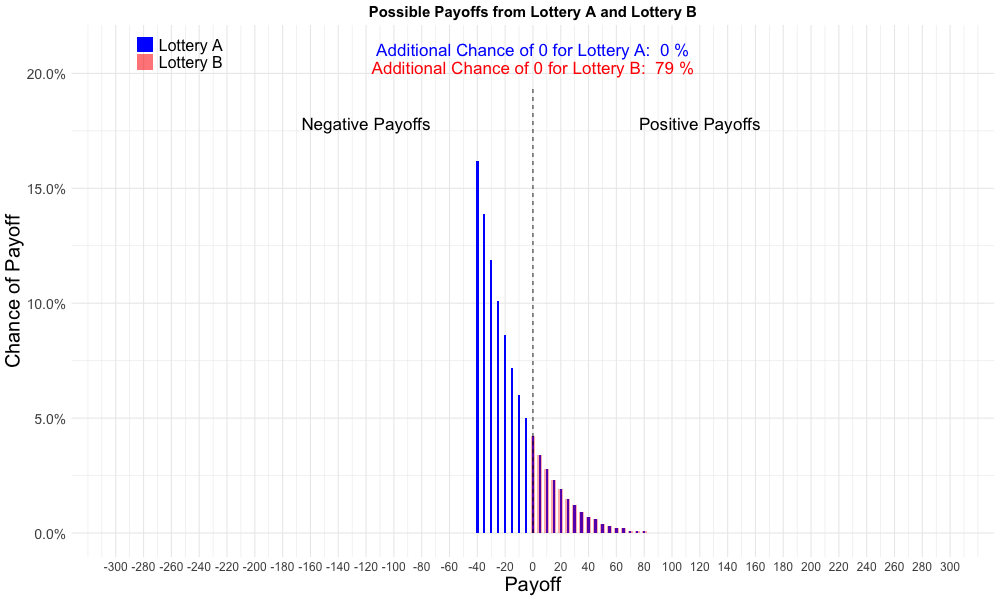 Possible Payoffs from Lottery A and Lottery B
Lottery A
Lottery B
Additional Chance of 0 for Lottery A:  0 %
Additional Chance of 0 for Lottery B:  79 %
Negative Payoffs
Positive Payoffs
Chance of Payoff
20.0%
15.0%
10.0%
5.0%
0.0%
-300 -280 -260 -240 -220 -200 -180 -160 -140 -120 -100 -80 -60 -40 -20 0 20 40 60 80 100 120 140 160 180 200 220 240 260 280 300
Payoff